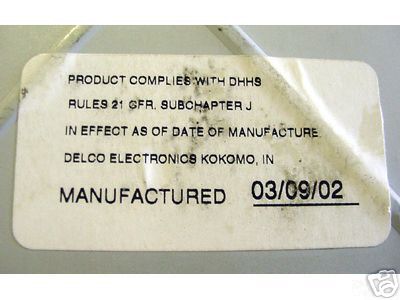 PRODUCT COMPLIES WITH DHHS
RULES 21 CFR, SUBCHAPTER J
IN EFFECT AS OF DATE OF MANUFACTURE
DELCO ELECTRONICS KOKOMO, IN
MANUFACTURED 03/09/02